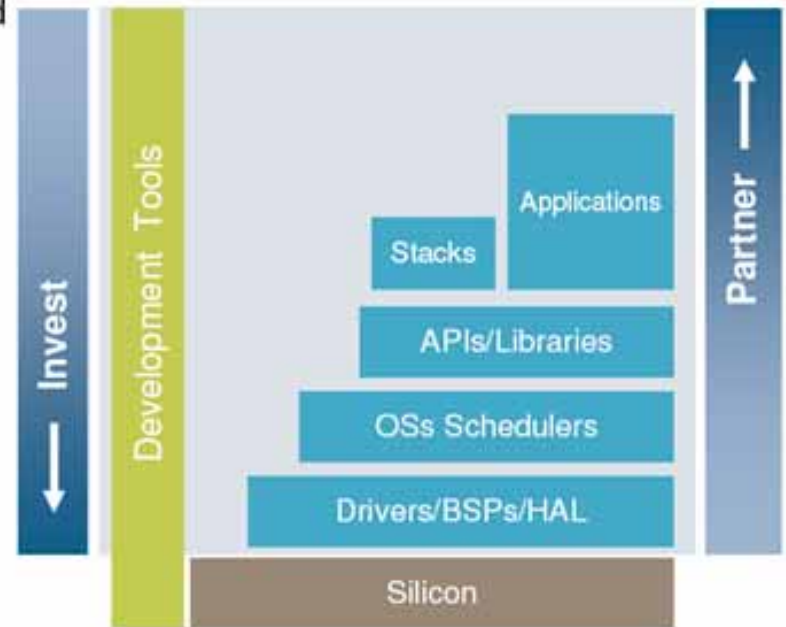 Invest
Development Tools
Applications
Stacks
APIs/Libraries
OSs Schedulers
Drivers/BSPs/HAL
Silicon
Partner